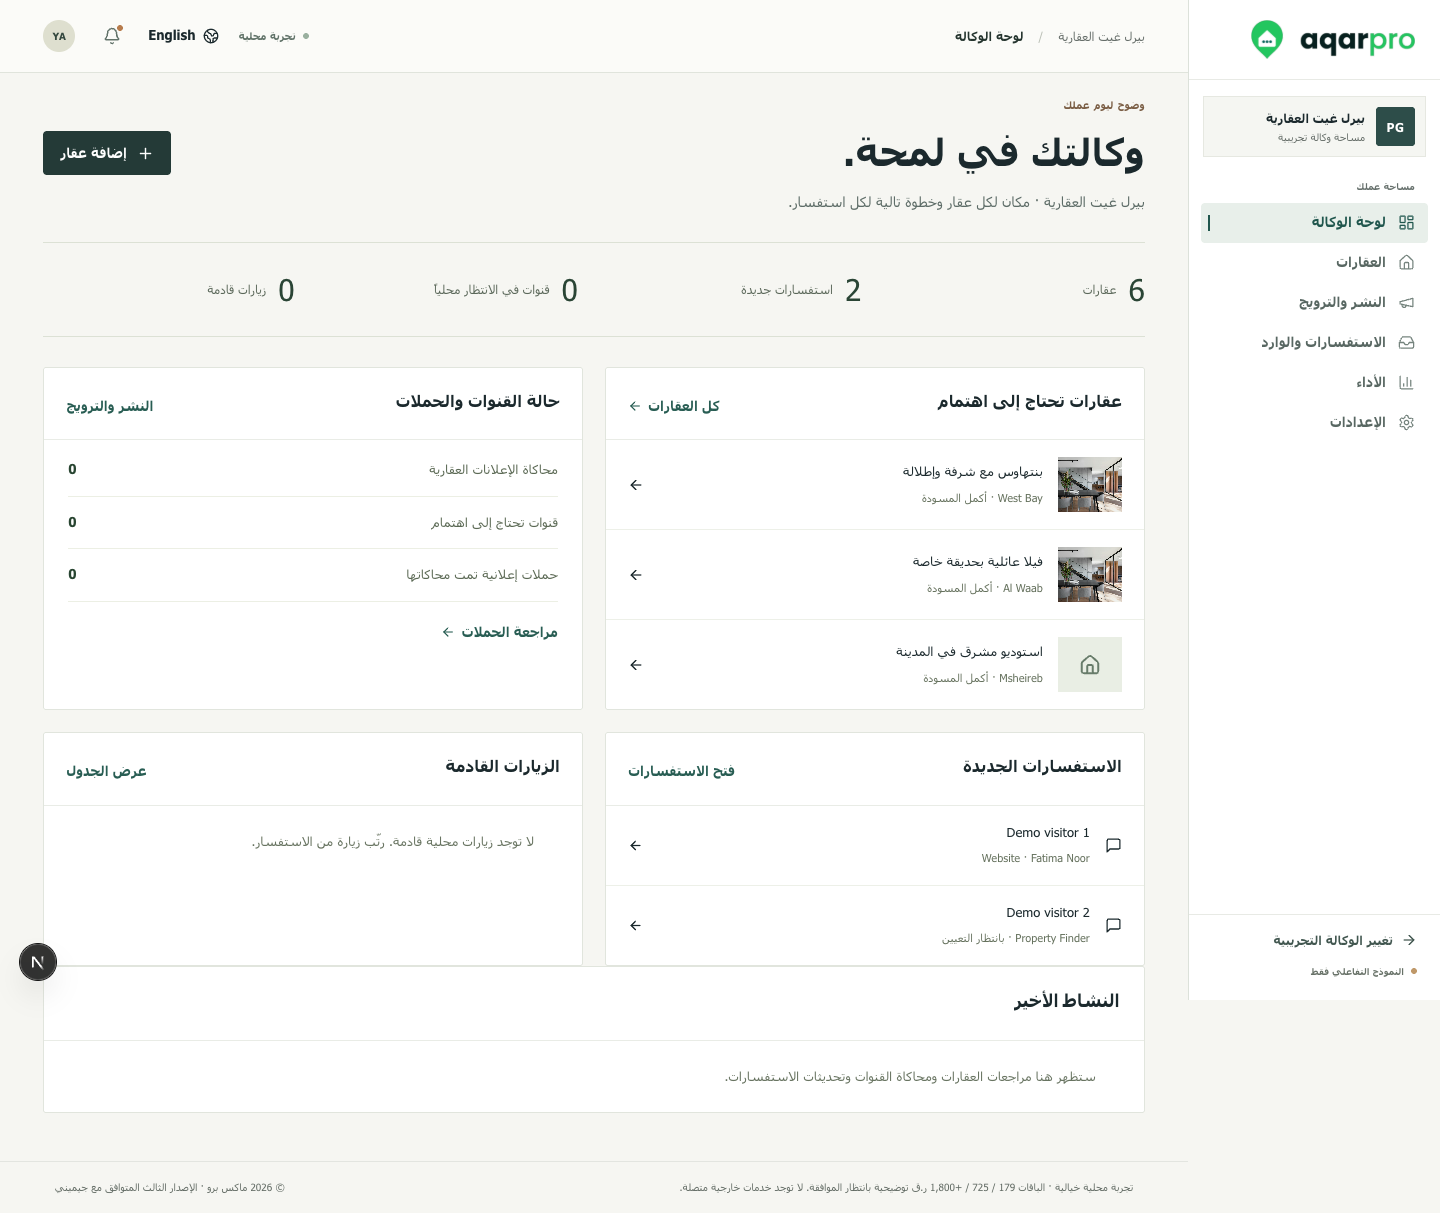 aqarpro
PG
بيرل غيت العقارية
مساحة وكالة تجريبية
مساحة عملك
لوحة الوكالة
العقارات
النشر والترويج
الاستفسارات والوارد
الأداء
الإعدادات
تغيير الوكالة التجريبية
النموذج التفاعلي فقط
بيرل غيت العقارية / لوحة الوكالة
تجربة محلية
English
YA
وضوح ليوم عملك
وكالتك في لمحة.
إضافة عقار
بيرل غيت العقارية · مكان لكل عقار وخطوة تالية لكل استفسار.
6 عقارات
2 استفسارات جديدة
0 قنوات في الانتظار محلياً
0 زيارات قادمة
عقارات تحتاج إلى اهتمام
كل العقارات
بنتهاوس مع شرفة وإطلالة
West Bay · أكمل المسودة
فيلا عائلية بحديقة خاصة
Al Waab · أكمل المسودة
استوديو مشرق في المدينة
Msheireb · أكمل المسودة
حالة القنوات والحملات
النشر والترويج
محاكاة الإعلانات العقارية 0
قنوات تحتاج إلى اهتمام 0
حملات إعلانية تمت محاكاتها 0
مراجعة الحملات
الاستفسارات الجديدة
فتح الاستفسارات
Demo visitor 1
Website · Fatima Noor
Demo visitor 2
Property Finder · بانتظار التعيين
الزيارات القادمة
عرض الجدول
لا توجد زيارات محلية قادمة. رتّب زيارة من الاستفسار.
النشاط الأخير
ستظهر هنا مراجعات العقارات ومحاكاة القنوات وتحديثات الاستفسارات.
تجربة محلية خيالية · الباقات 179 / 725 / +1,800 ر.ق توضيحية بانتظار الموافقة. لا توجد خدمات خارجية متصلة.
© 2026 ماكس برو · الإصدار الثالث المتوافق مع جيميني
N